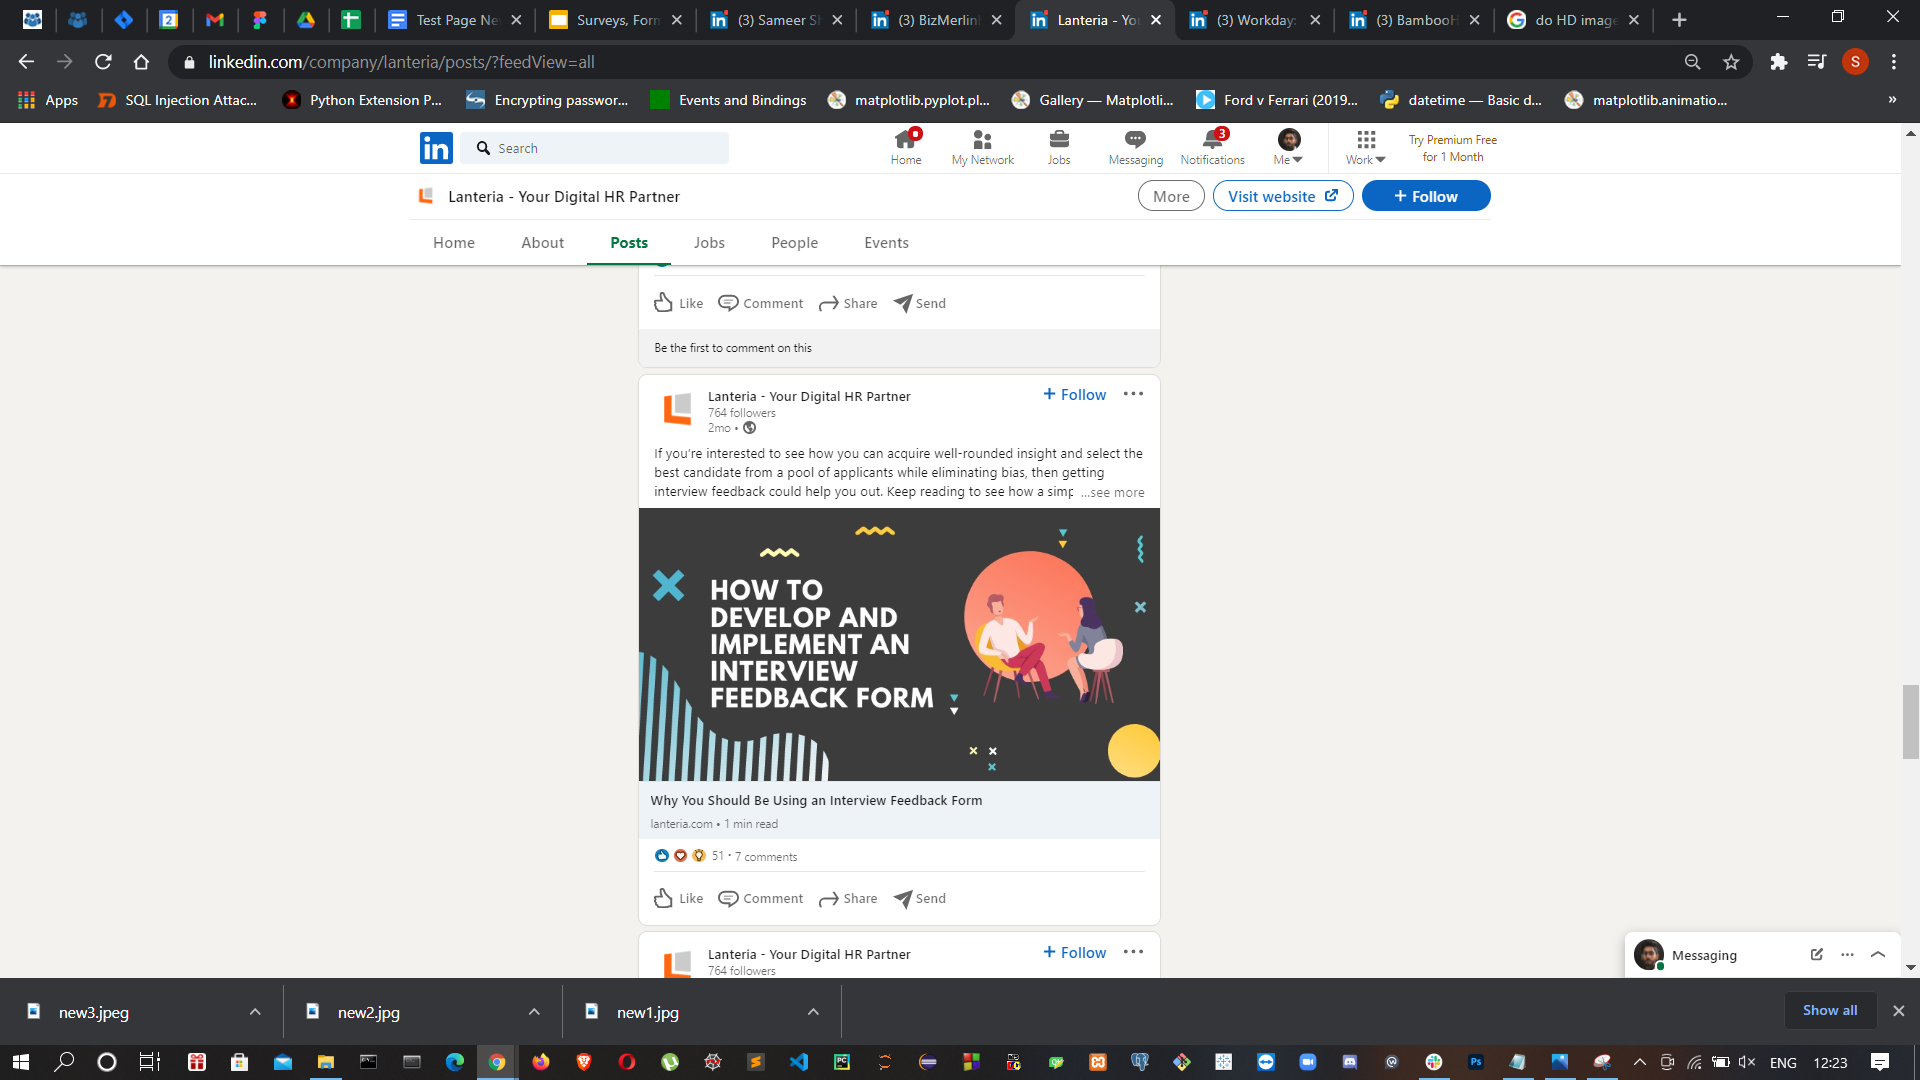 Test Page Ne
Surveys, Form
(3) Sameer Sh
(3) BizMerlin
Lanteria - You
(3) Workday:
(3) BambooH
do HD image
linkedin.com/company/lanteria/posts/?feedView=all
S
Apps
SQL Injection Attac...
Python Extension P...
Encrypting passwor...
Events and Bindings
matplotlib.pyplot.pl...
Gallery — Matplotli...
Ford v Ferrari (2019...
datetime — Basic d...
matplotlib.animatio...
»
in
Search
Home
My Network
Jobs
Messaging
3
Notifications
Me
Work
Try Premium Free
for 1 Month
Lanteria - Your Digital HR Partner
More
Visit website
+ Follow
Home
About
Posts
Jobs
People
Events
Like
Comment
Share
Send
Be the first to comment on this
Lanteria - Your Digital HR Partner
+ Follow
764 followers
2mo •
If you're interested to see how you can acquire well-rounded insight and select the
best candidate from a pool of applicants while eliminating bias, then getting
interview feedback could help you out. Keep reading to see how a simp ...see more
HOW TO
DEVELOP AND
IMPLEMENT AN
INTERVIEW
FEEDBACK FORM
Why You Should Be Using an Interview Feedback Form
lanteria.com • 1 min read
51 • 7 comments
Like
Comment
Share
Send
Lanteria - Your Digital HR Partner
+ Follow
764 followers
Messaging
new3.jpeg
new2.jpg
new1.jpg
Show all
ENG
12:23